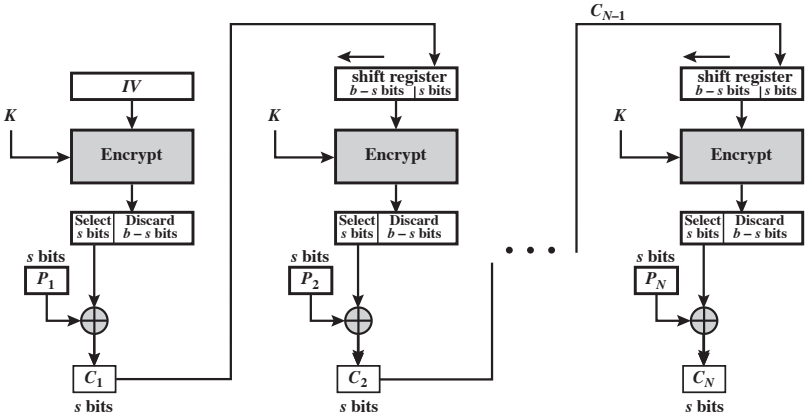 C_{N–1}
IV
K
Encrypt
Select
s bits
Discard
b – s bits
s bits
P_1
C_1
s bits
shift register
b – s bits
s bits
K
Encrypt
Select
s bits
Discard
b – s bits
s bits
P_2
C_2
s bits
• • •
shift register
b – s bits
s bits
K
Encrypt
Select
s bits
Discard
b – s bits
s bits
P_N
C_N
s bits